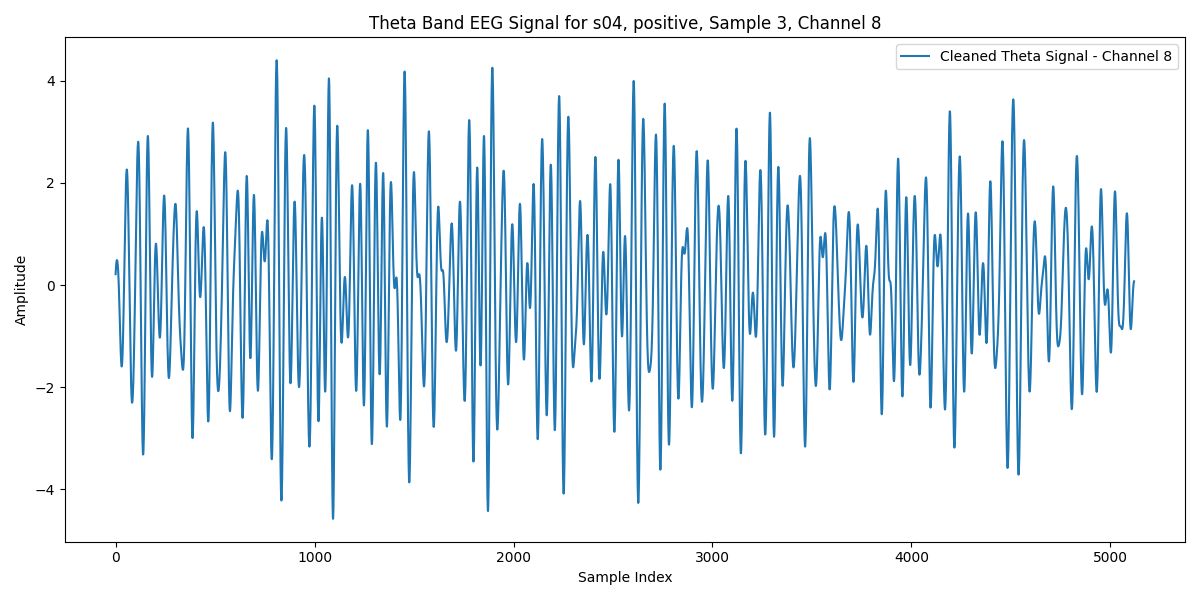 Theta Band EEG Signal for s04, positive, Sample 3, Channel 8
Cleaned Theta Signal - Channel 8
Amplitude
4
2
0
−2
−4
0 1000 2000 3000 4000 5000
Sample Index